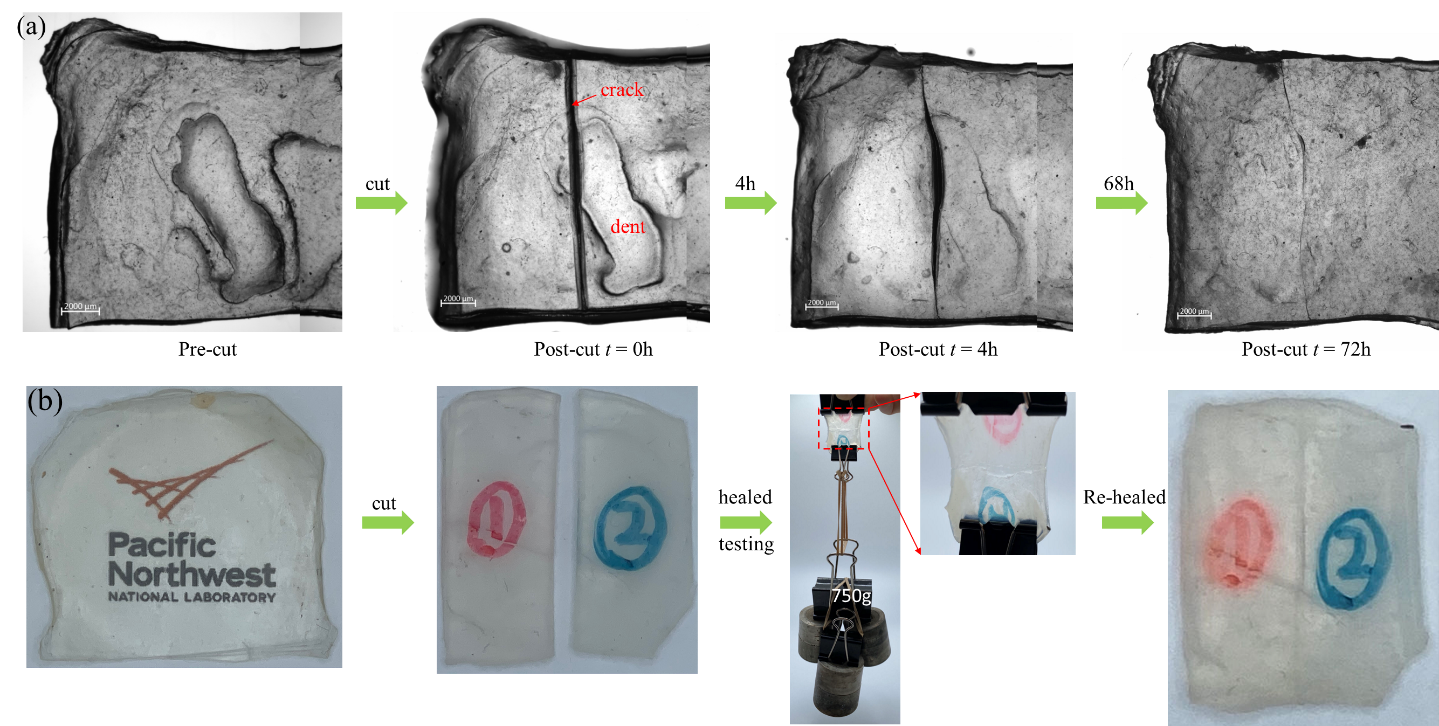 (a)
crack
cut
4h
68h
dent
2000 µm
2000 µm
2000 µm
2000 µm
Pre-cut
Post-cut t = 0h
Post-cut t = 4h
Post-cut t = 72h
(b)
Pacific
Northwest
NATIONAL LABORATORY
cut
1
2
healed
testing
750g
Re-healed
1
2